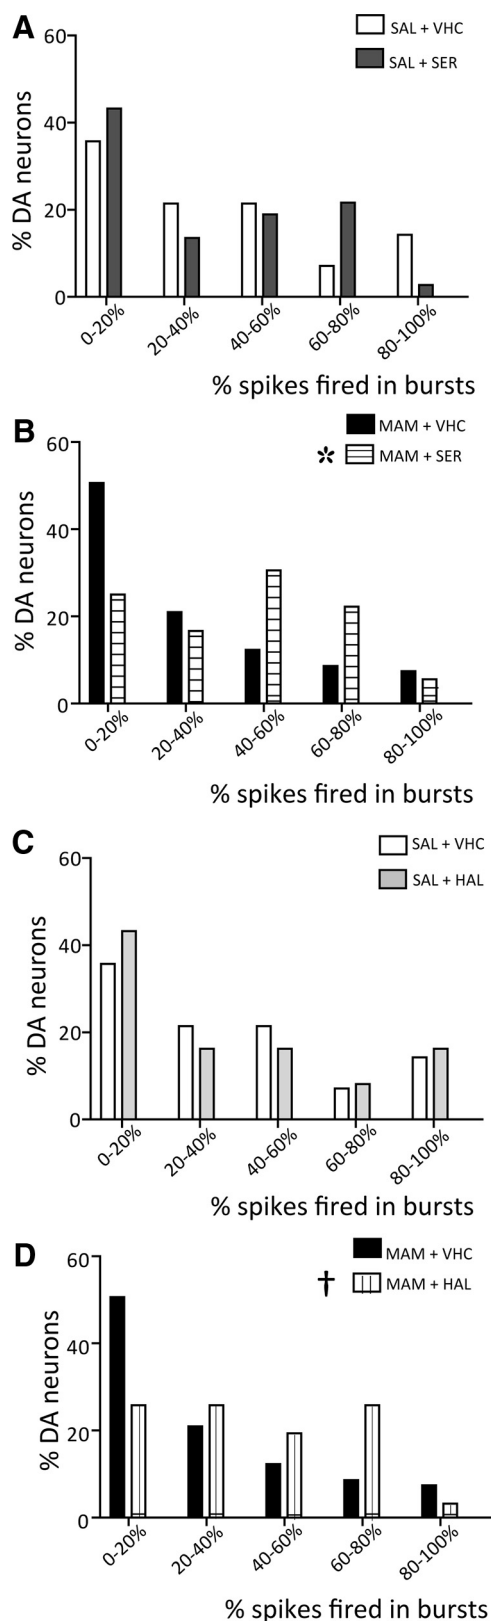 A
SAL + VHC
SAL + SER
% DA neurons
60
40
20
0
0-20%
20-40%
40-60%
60-80%
80-100%
% spikes fired in bursts
B
MAM + VHC
* MAM + SER
% DA neurons
60
40
20
0
0-20%
20-40%
40-60%
60-80%
80-100%
% spikes fired in bursts
C
SAL + VHC
SAL + HAL
% DA neurons
60
40
20
0
0-20%
20-40%
40-60%
60-80%
80-100%
% spikes fired in bursts
D
MAM + VHC
† MAM + HAL
% DA neurons
60
40
20
0
0-20%
20-40%
40-60%
60-80%
80-100%
% spikes fired in bursts